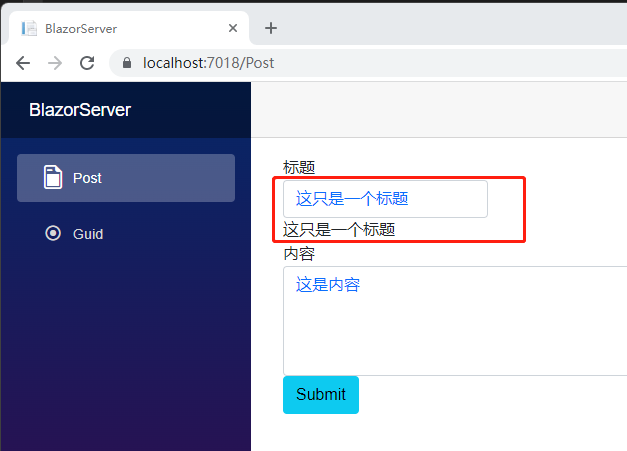 BlazorServer
localhost:7018/Post
BlazorServer
Post
Guid
标题
这只是一个标题
这只是一个标题
内容
这是内容
Submit